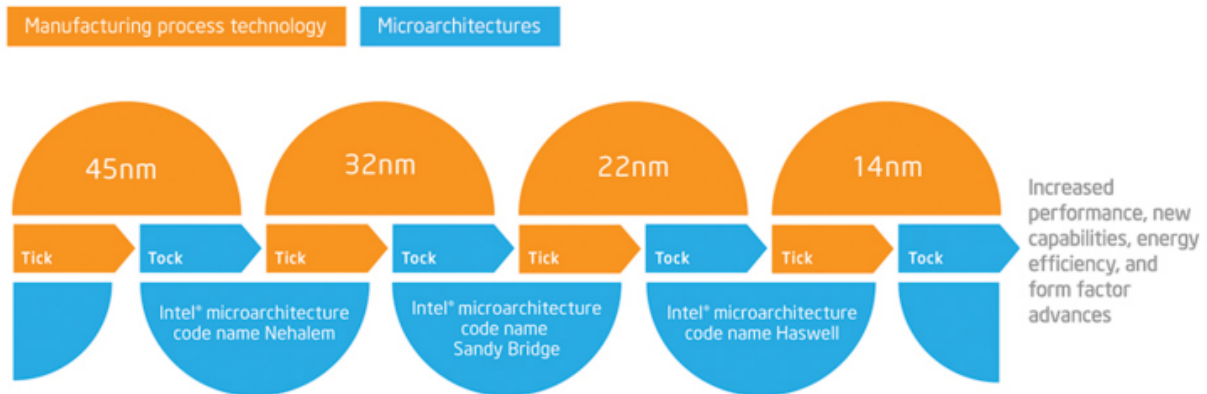 Manufacturing process technology
Microarchitectures
45nm
32nm
22nm
14nm
Tick
Tock
Tick
Tock
Tick
Tock
Tick
Tock
Intel® microarchitecture
code name Nehalem
Intel® microarchitecture
code name
Sandy Bridge
Intel® microarchitecture
code name Haswell
Increased
performance, new
capabilities, energy
efficiency, and
form factor
advances